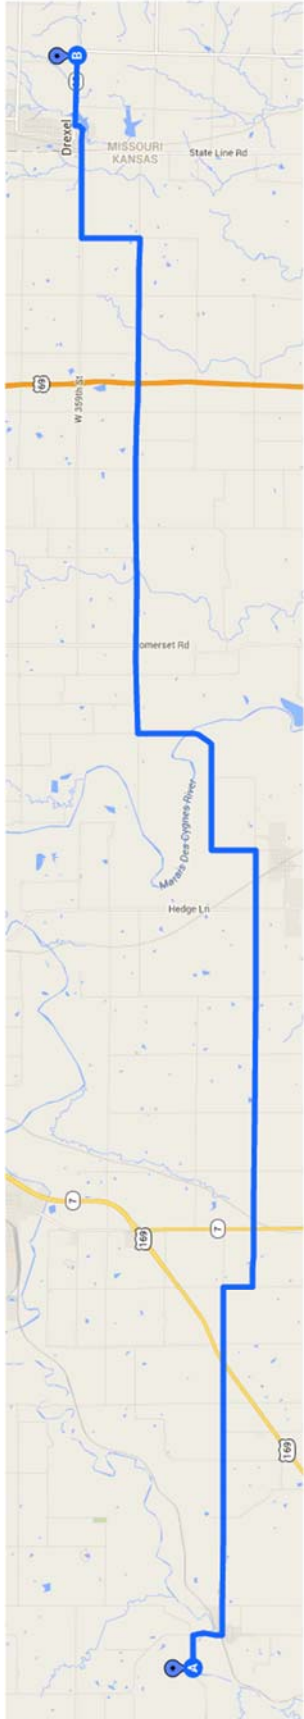 B
Drexel
MISSOURI
KANSAS
State Line Rd
69
W 359th St
omerset Rd
Marais Des Cygnes River
Hedge Ln
7
169
7
169
A